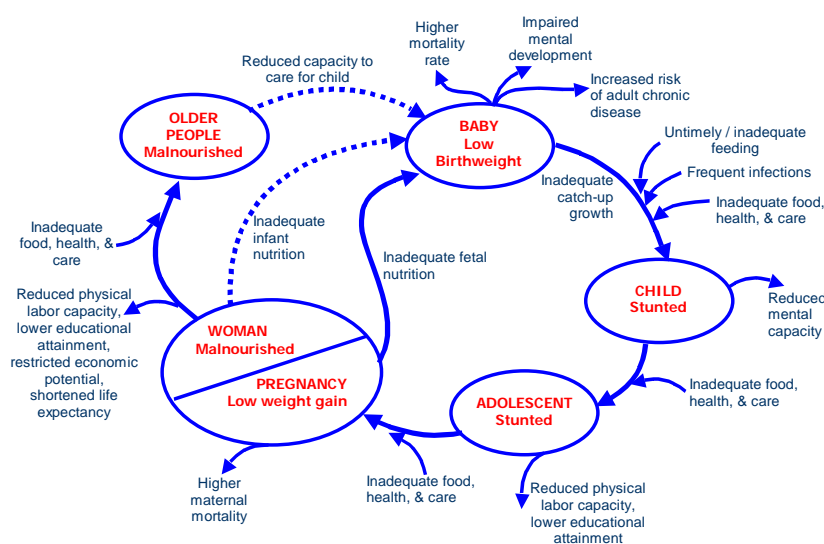 Higher
mortality
rate
Impaired
mental
development
Increased risk
of adult chronic
disease
Reduced capacity to
care for child
OLDER
PEOPLE
Malnourished
BABY
Low
Birthweight
Untimely / inadequate
feeding
Frequent infections
Inadequate food,
health, & care
Inadequate
catch-up
growth
Inadequate
food, health, &
care
Inadequate
infant
nutrition
Inadequate fetal
nutrition
CHILD
Stunted
Reduced
mental
capacity
Reduced physical
labor capacity,
lower educational
attainment,
restricted economic
potential,
shortened life
expectancy
WOMAN
Malnourished
PREGNANCY
Low weight gain
ADOLESCENT
Stunted
Inadequate food,
health, & care
Higher
maternal
mortality
Inadequate food,
health, & care
Reduced physical
labor capacity,
lower educational
attainment